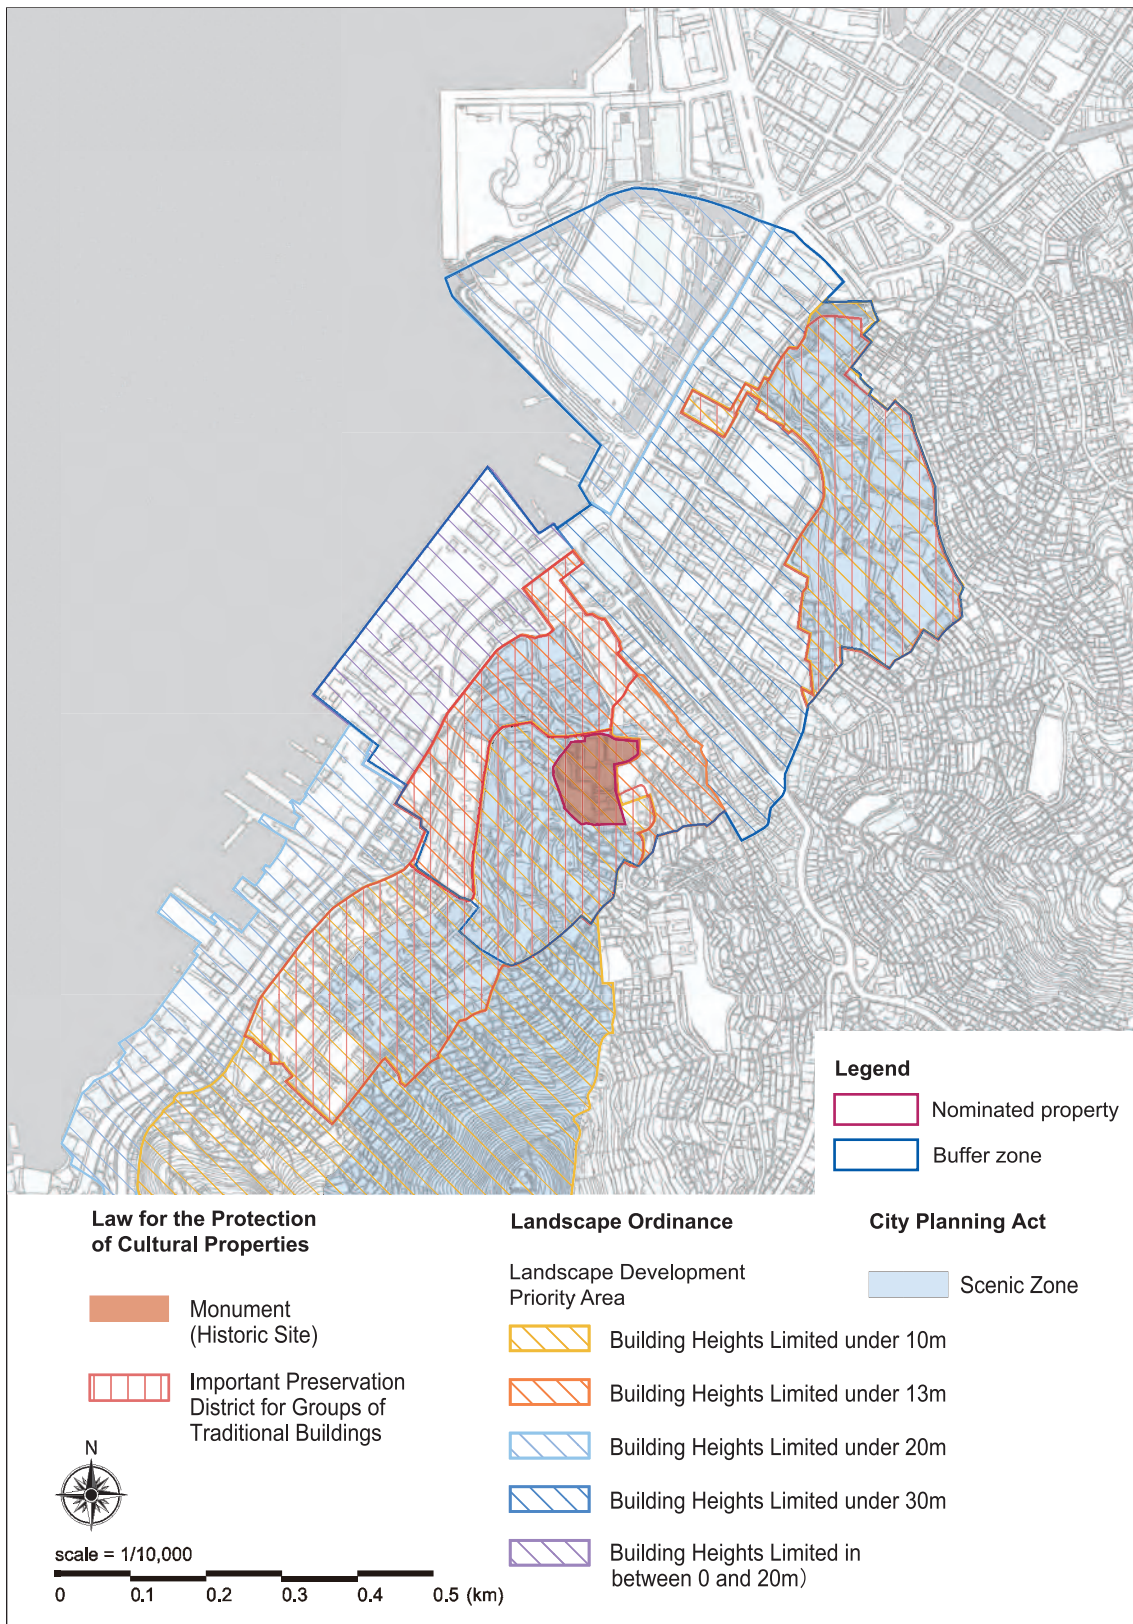 Legend
Nominated property
Buffer zone
Law for the Protection
of Cultural Properties
Monument
(Historic Site)
Important Preservation
District for Groups of
Traditional Buildings
N
scale = 1/10,000
0 0.1 0.2 0.3 0.4 0.5 (km)
Landscape Ordinance
Landscape Development
Priority Area
Building Heights Limited under 10m
Building Heights Limited under 13m
Building Heights Limited under 20m
Building Heights Limited under 30m
Building Heights Limited in
between 0 and 20m）
City Planning Act
Scenic Zone